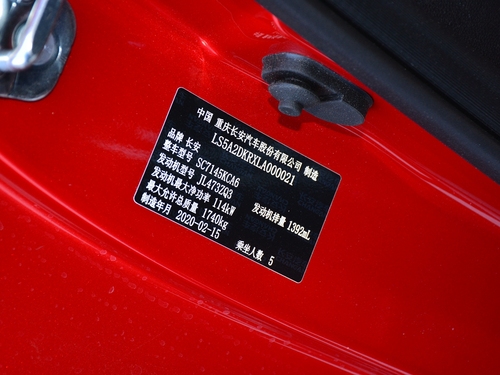 中国 重庆长安汽车股份有限公司 制造
LS5A2DKRXLA000021
品牌 长安
整车型号 SC7145KCA6
发动机型号 JL473ZQ3 发动机排量 1392mL
发动机最大净功率 114kW
最大允许总质量 1740kg
制造年月 2020-02-15 乘坐人数 5